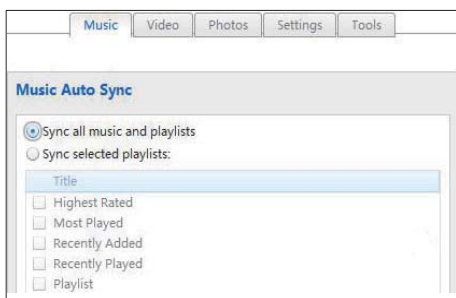 Music Video Photos Settings Tools
Music Auto Sync
Sync all music and playlists
Sync selected playlists:
Title
Highest Rated
Most Played
Recently Added
Recently Played
Playlist